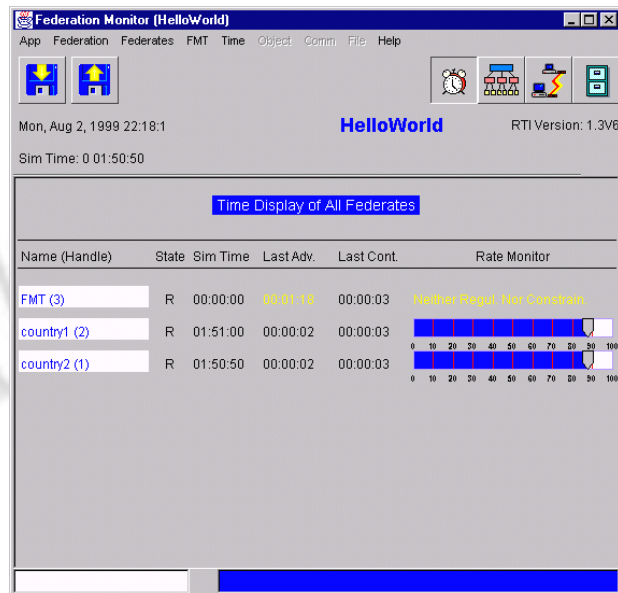 Federation Monitor (HelloWorld)
App Federation Federates FMT Time Object Comm File Help
Mon, Aug 2, 1999 22:18:1 HelloWorld RTI Version: 1.3V6
Sim Time: 0 01:50:50
Time Display of All Federates
Name (Handle) State Sim Time Last Adv. Last Cont. Rate Monitor
FMT (3) R 00:00:00 00:01:18 00:00:03 Neither Regul. Nor Constrain.
country1 (2) R 01:51:00 00:00:02 00:00:03
0 10 20 30 40 50 60 70 80 90 100
country2 (1) R 01:50:50 00:00:02 00:00:03
0 10 20 30 40 50 60 70 80 90 100